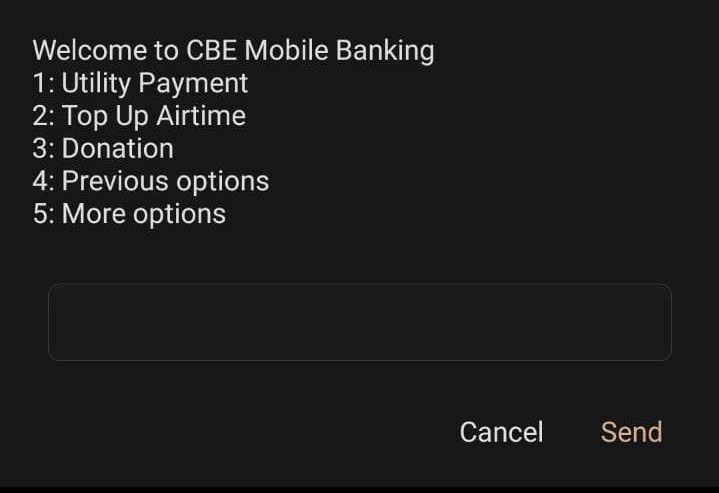 Welcome to CBE Mobile Banking
1: Utility Payment
2: Top Up Airtime
3: Donation
4: Previous options
5: More options
Cancel Send